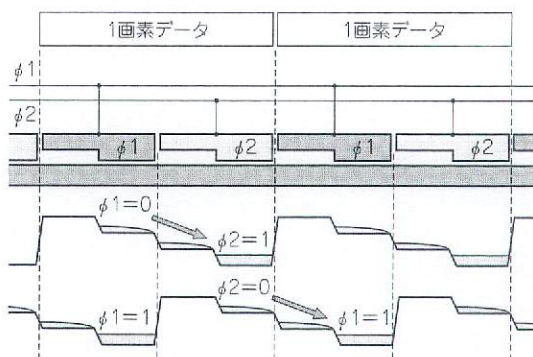 1画素データ 1画素データ
φ1
φ2
φ1 φ2 φ1 φ2
φ1=0
φ2=1
φ2=0
φ1=1 φ1=1